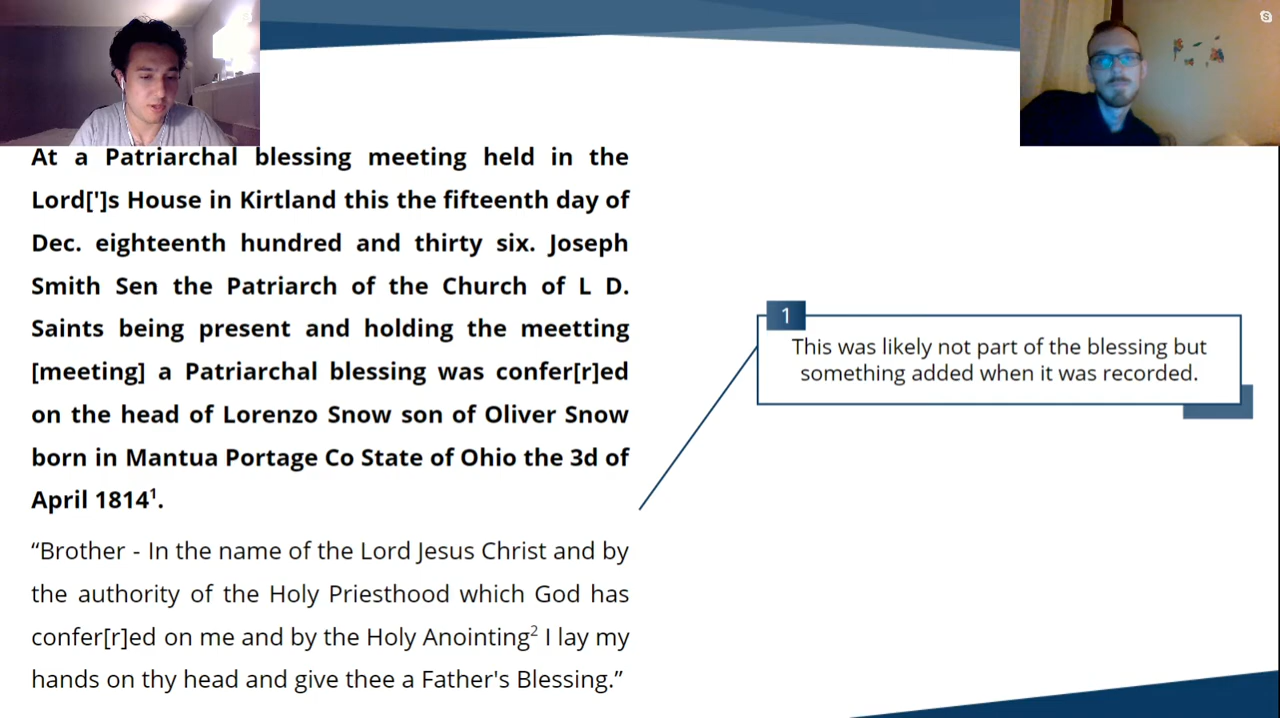 At a Patriarchal blessing meeting held in the
Lord[']s House in Kirtland this the fifteenth day of
Dec. eighteenth hundred and thirty six. Joseph
Smith Sen the Patriarch of the Church of L D.
Saints being present and holding the meetting
[meeting] a Patriarchal blessing was confer[r]ed
on the head of Lorenzo Snow son of Oliver Snow
born in Mantua Portage Co State of Ohio the 3d of
April 1814¹.
“Brother - In the name of the Lord Jesus Christ and by
the authority of the Holy Priesthood which God has
confer[r]ed on me and by the Holy Anointing² I lay my
hands on thy head and give thee a Father's Blessing.”
1
This was likely not part of the blessing but
something added when it was recorded.